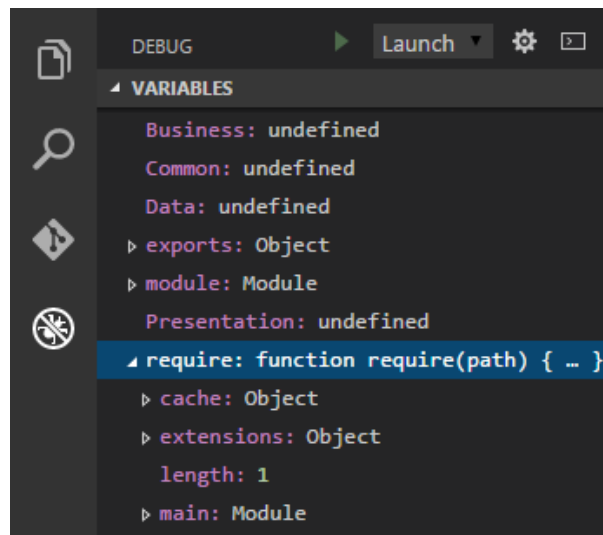 DEBUG Launch
VARIABLES
Business: undefined
Common: undefined
Data: undefined
exports: Object
module: Module
Presentation: undefined
require: function require(path) { … }
cache: Object
extensions: Object
length: 1
main: Module